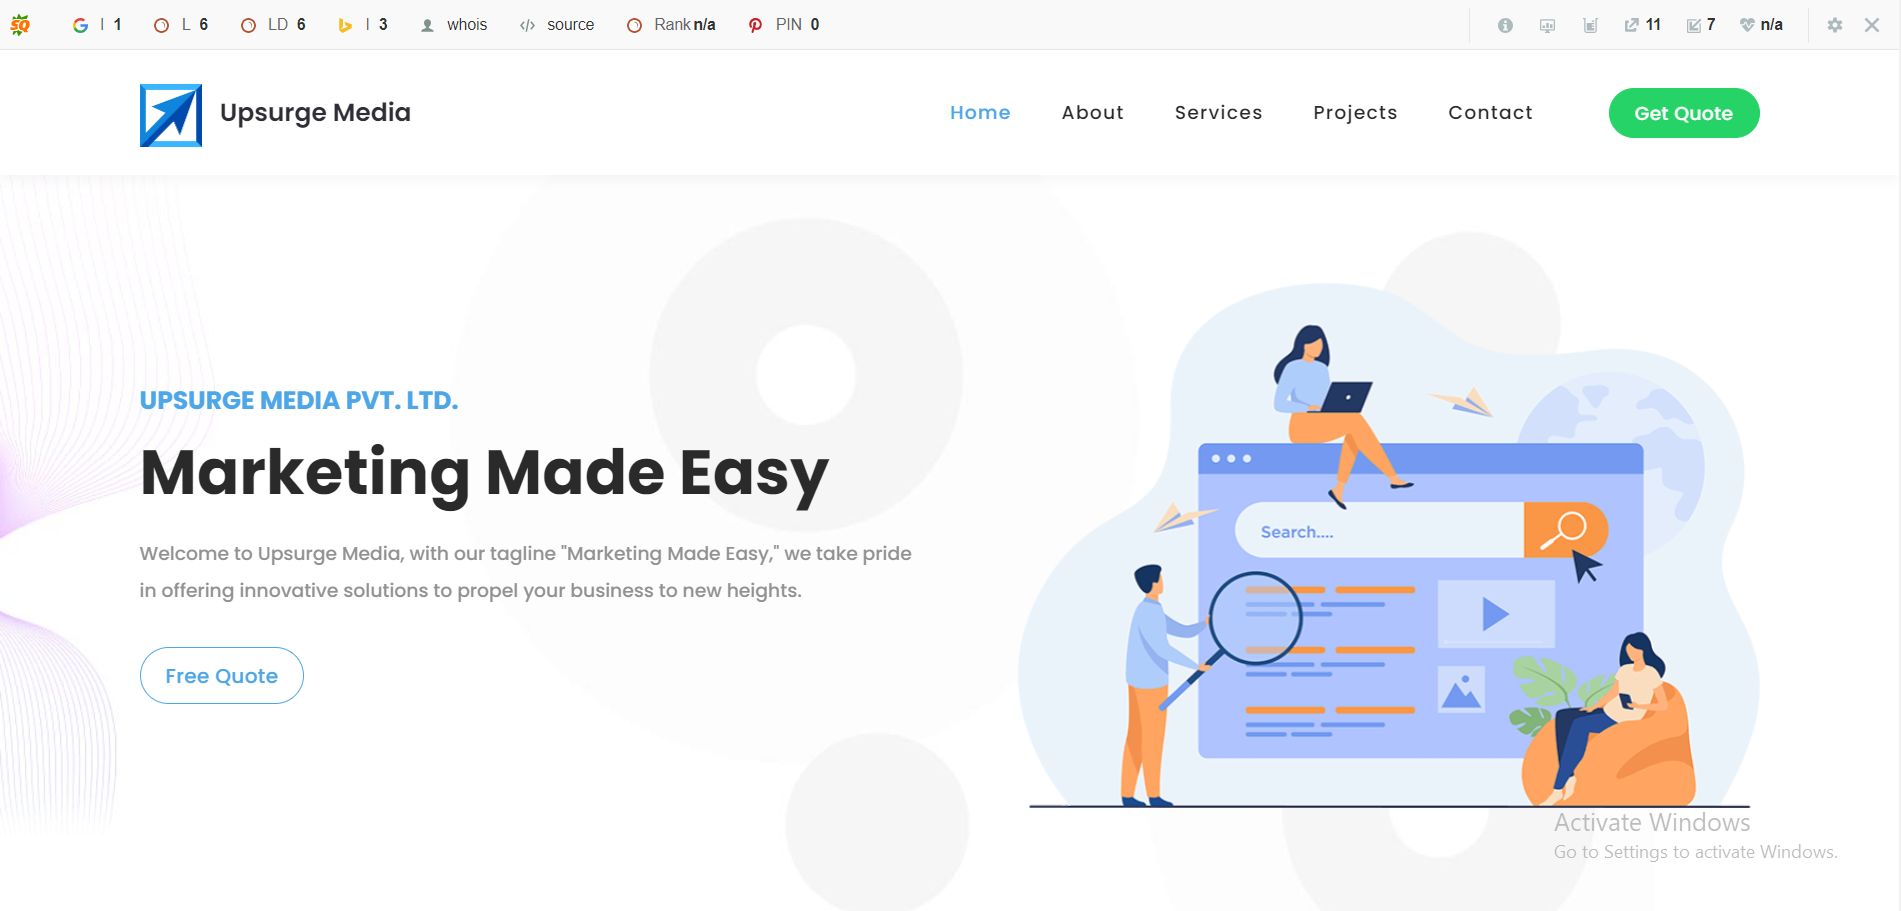 SQ I 1 L 6 LD 6 I 3 whois source Rank n/a PIN 0 11 7 n/a
Upsurge Media Home About Services Projects Contact Get Quote
UPSURGE MEDIA PVT. LTD.
Marketing Made Easy
Welcome to Upsurge Media, with our tagline "Marketing Made Easy," we take pride
in offering innovative solutions to propel your business to new heights.
Free Quote
Search....
Activate Windows
Go to Settings to activate Windows.